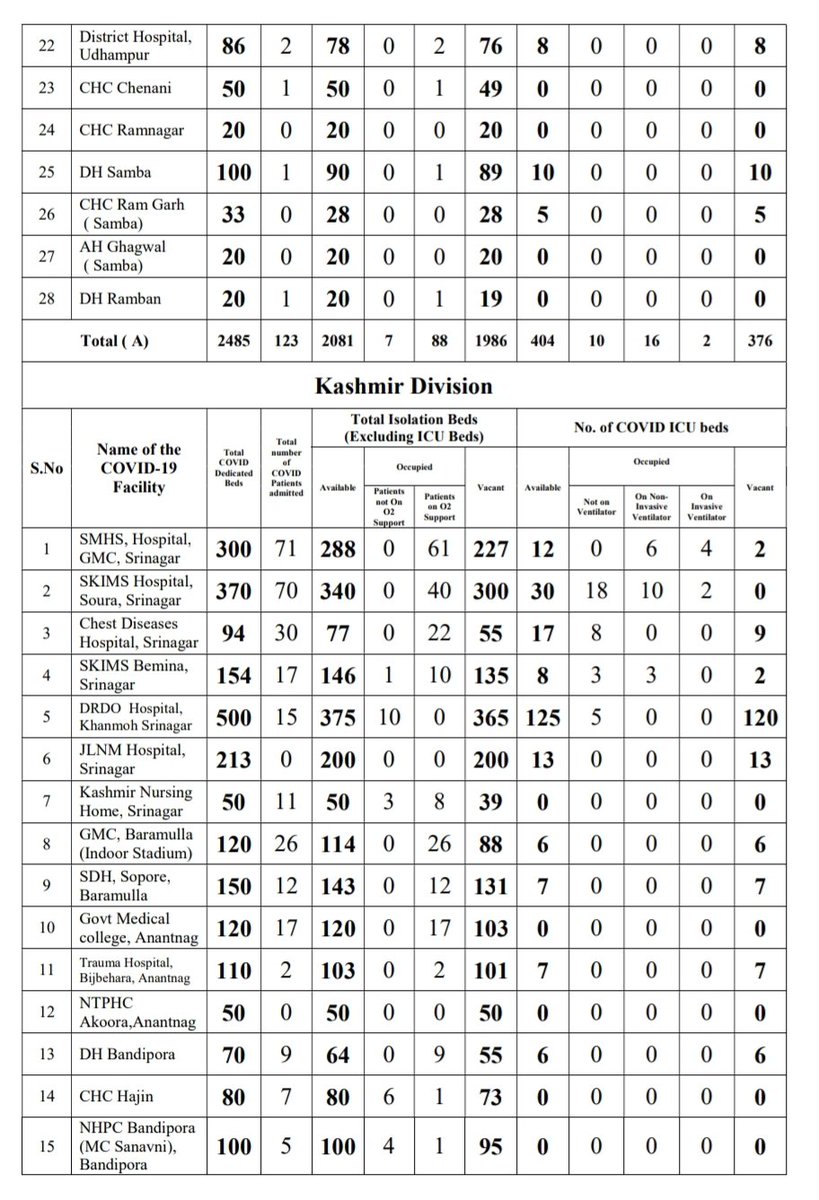 22 District Hospital, Udhampur 86 2 78 0 2 76 8 0 0 0 8
23 CHC Chenani 50 1 50 0 1 49 0 0 0 0 0
24 CHC Ramnagar 20 0 20 0 0 20 0 0 0 0 0
25 DH Samba 100 1 90 0 1 89 10 0 0 0 10
26 CHC Ram Garh ( Samba) 33 0 28 0 0 28 5 0 0 0 5
27 AH Ghagwal ( Samba) 20 0 20 0 0 20 0 0 0 0 0
28 DH Ramban 20 1 20 0 1 19 0 0 0 0 0
Total ( A) 2485 123 2081 7 88 1986 404 10 16 2 376
Kashmir Division
S.No
Name of the COVID-19 Facility
Total COVID Dedicated Beds
Total number of COVID Patients admitted
Total Isolation Beds (Excluding ICU Beds)
No. of COVID ICU beds
Available
Occupied
Patients not On O2 Support
Patients on O2 Support
Vacant
Available
Occupied
Not on Ventilator
On Non-Invasive Ventilator
On Invasive Ventilator
Vacant
1 SMHS, Hospital, GMC, Srinagar 300 71 288 0 61 227 12 0 6 4 2
2 SKIMS Hospital, Soura, Srinagar 370 70 340 0 40 300 30 18 10 2 0
3 Chest Diseases Hospital, Srinagar 94 30 77 0 22 55 17 8 0 0 9
4 SKIMS Bemina, Srinagar 154 17 146 1 10 135 8 3 3 0 2
5 DRDO Hospital, Khanmoh Srinagar 500 15 375 10 0 365 125 5 0 0 120
6 JLNM Hospital, Srinagar 213 0 200 0 0 200 13 0 0 0 13
7 Kashmir Nursing Home, Srinagar 50 11 50 3 8 39 0 0 0 0 0
8 GMC, Baramulla (Indoor Stadium) 120 26 114 0 26 88 6 0 0 0 6
9 SDH, Sopore, Baramulla 150 12 143 0 12 131 7 0 0 0 7
10 Govt Medical college, Anantnag 120 17 120 0 17 103 0 0 0 0 0
11 Trauma Hospital, Bijbehara, Anantnag 110 2 103 0 2 101 7 0 0 0 7
12 NTPHC Akoora,Anantnag 50 0 50 0 0 50 0 0 0 0 0
13 DH Bandipora 70 9 64 0 9 55 6 0 0 0 6
14 CHC Hajin 80 7 80 6 1 73 0 0 0 0 0
15 NHPC Bandipora (MC Sanavni), Bandipora 100 5 100 4 1 95 0 0 0 0 0